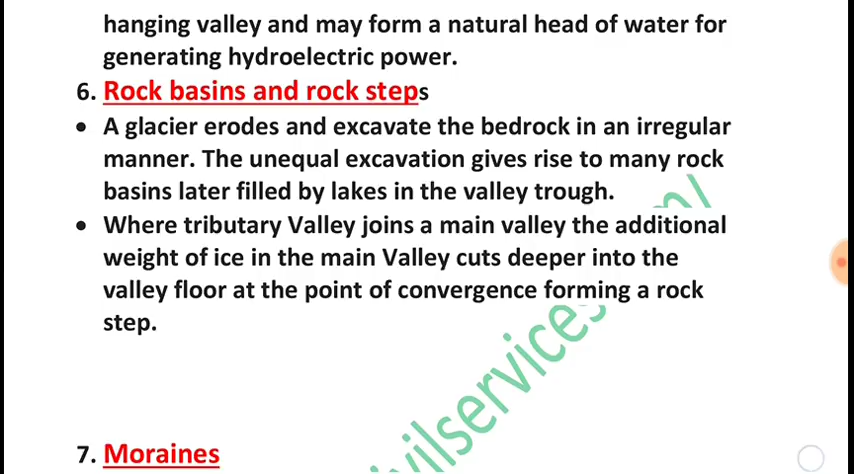 hanging valley and may form a natural head of water for
generating hydroelectric power.
6. Rock basins and rock steps
• A glacier erodes and excavate the bedrock in an irregular
manner. The unequal excavation gives rise to many rock
basins later filled by lakes in the valley trough.
• Where tributary Valley joins a main valley the additional
weight of ice in the main Valley cuts deeper into the
valley floor at the point of convergence forming a rock
step.
7. Moraines